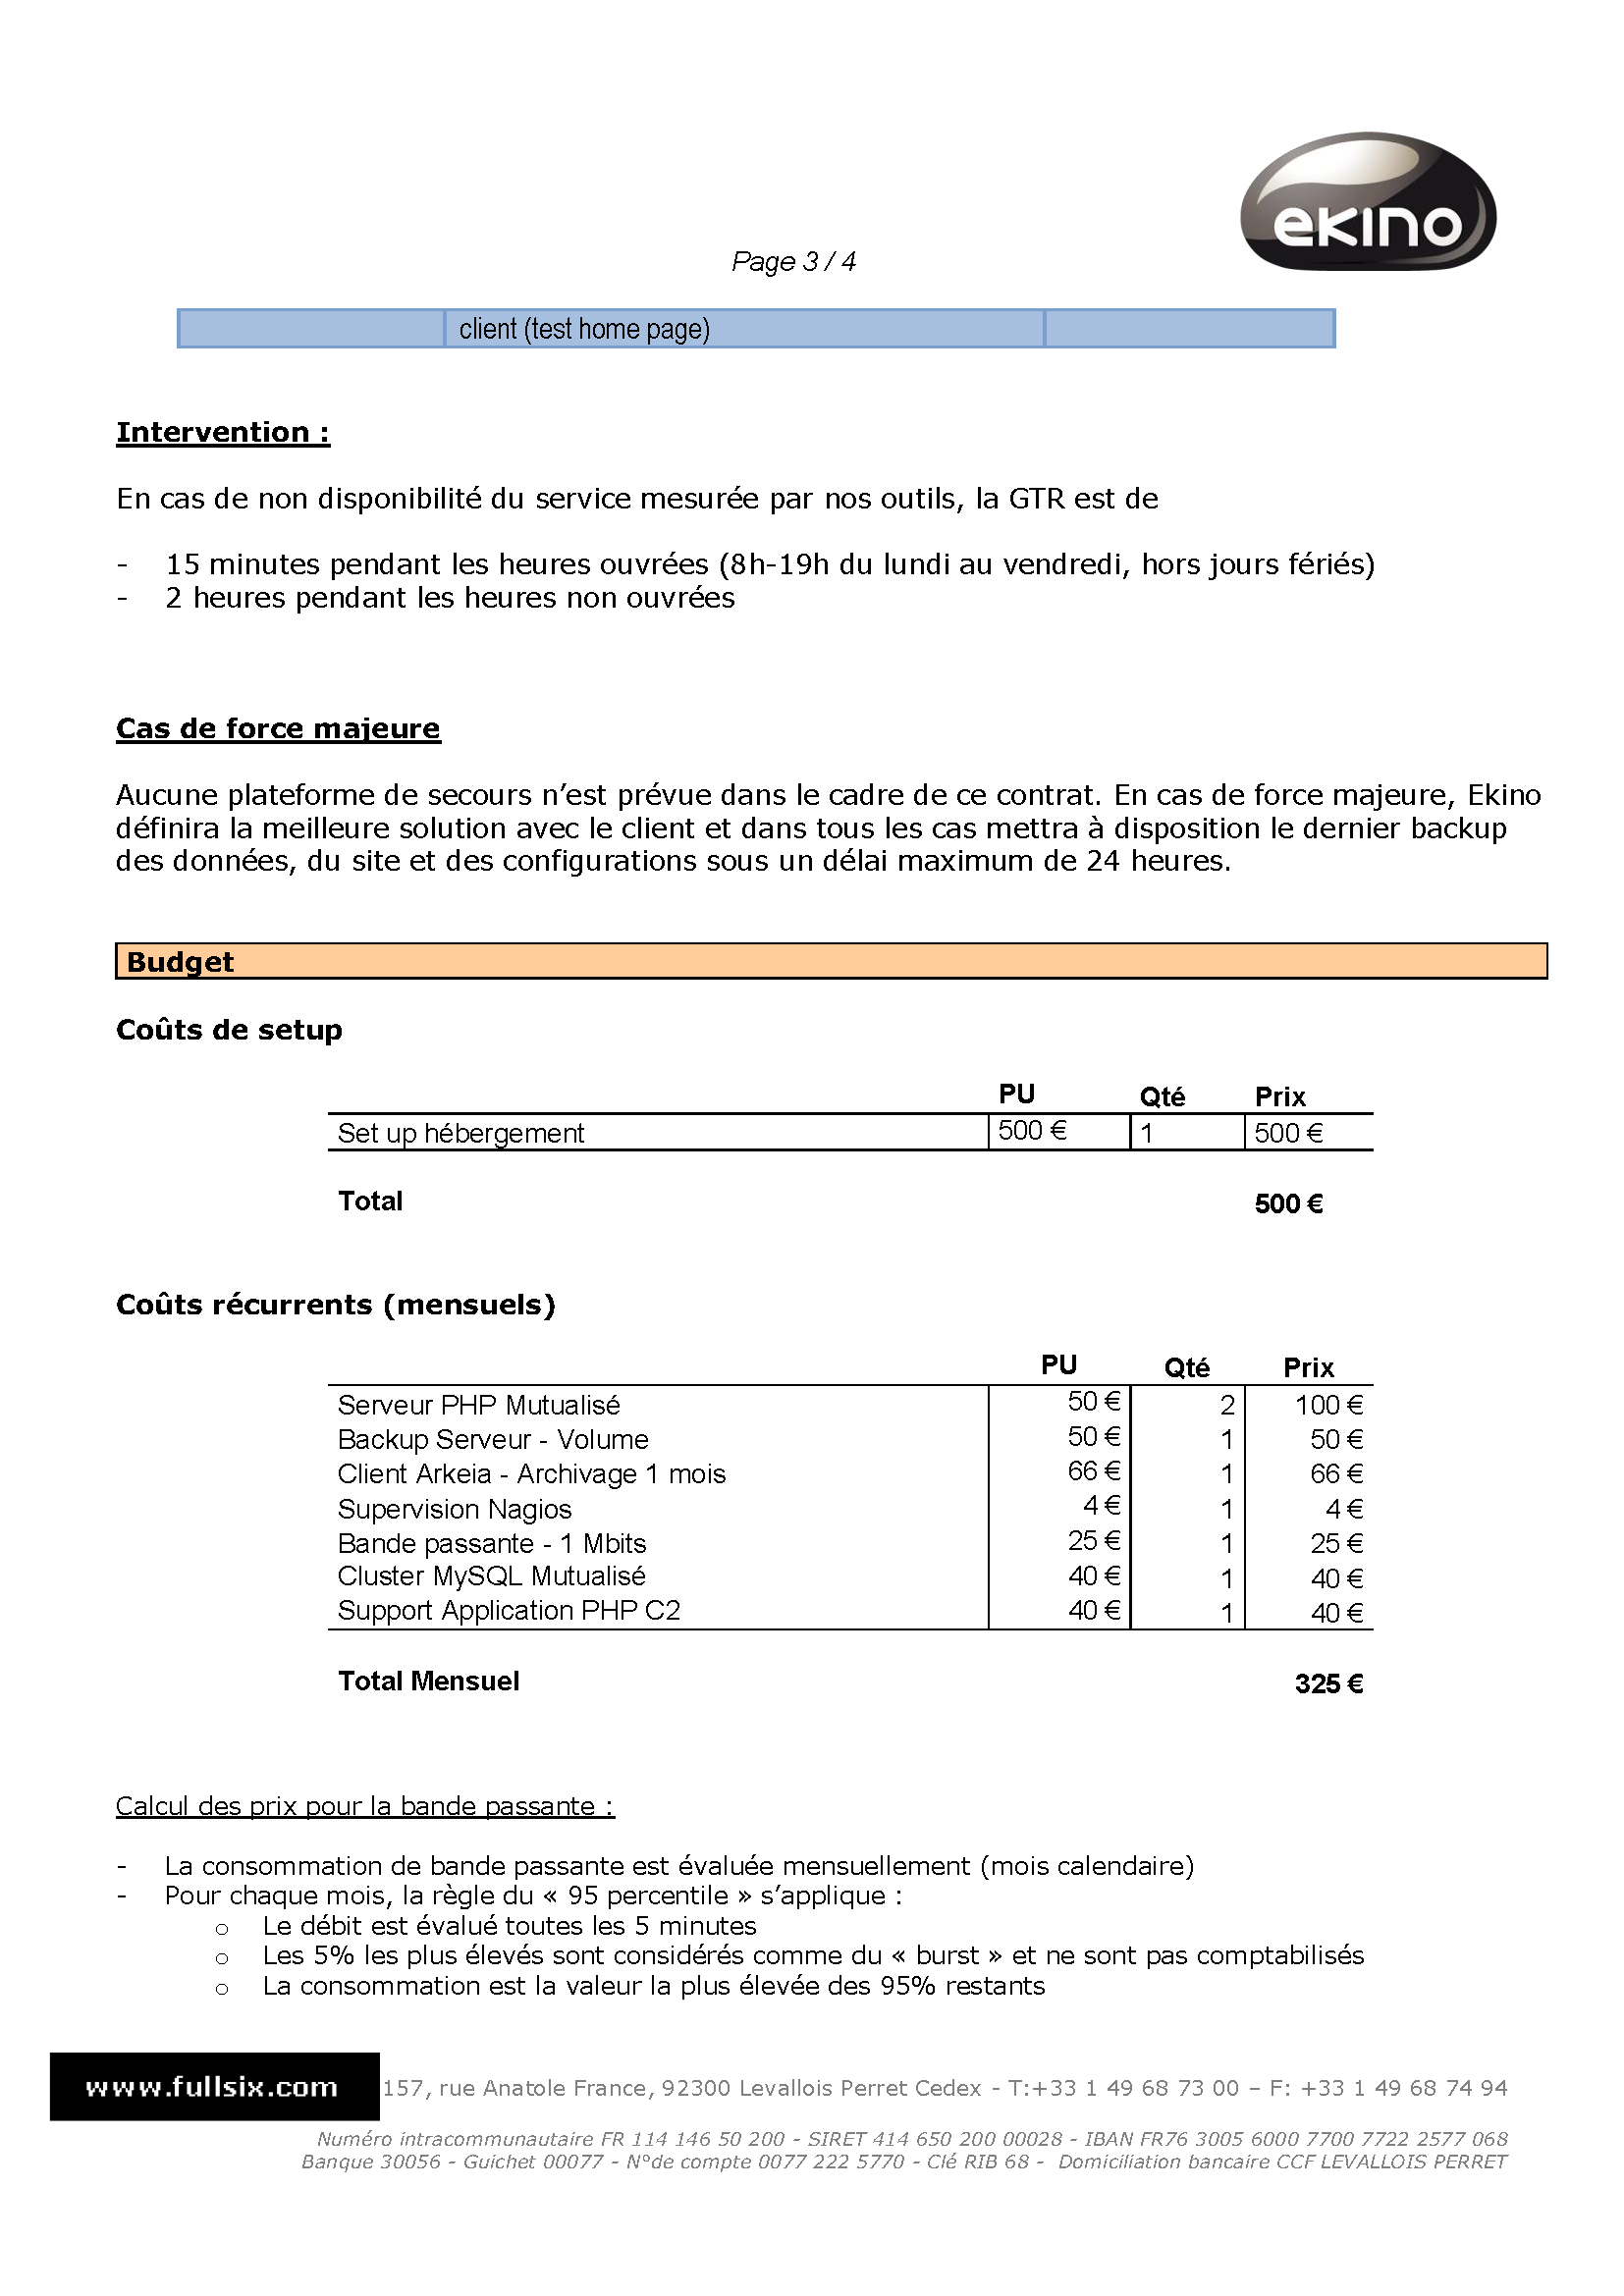 ekino
Page 3 / 4
client (test home page)
Intervention :
En cas de non disponibilité du service mesurée par nos outils, la GTR est de
- 15 minutes pendant les heures ouvrées (8h-19h du lundi au vendredi, hors jours fériés)
- 2 heures pendant les heures non ouvrées
Cas de force majeure
Aucune plateforme de secours n’est prévue dans le cadre de ce contrat. En cas de force majeure, Ekino
définira la meilleure solution avec le client et dans tous les cas mettra à disposition le dernier backup
des données, du site et des configurations sous un délai maximum de 24 heures.
Budget
Coûts de setup
PU Qté Prix
Set up hébergement 500 € 1 500 €
Total 500 €
Coûts récurrents (mensuels)
PU Qté Prix
Serveur PHP Mutualisé 50 € 2 100 €
Backup Serveur - Volume 50 € 1 50 €
Client Arkeia - Archivage 1 mois 66 € 1 66 €
Supervision Nagios 4 € 1 4 €
Bande passante - 1 Mbits 25 € 1 25 €
Cluster MySQL Mutualisé 40 € 1 40 €
Support Application PHP C2 40 € 1 40 €
Total Mensuel 325 €
Calcul des prix pour la bande passante :
- La consommation de bande passante est évaluée mensuellement (mois calendaire)
- Pour chaque mois, la règle du « 95 percentile » s’applique :
o Le débit est évalué toutes les 5 minutes
o Les 5% les plus élevés sont considérés comme du « burst » et ne sont pas comptabilisés
o La consommation est la valeur la plus élevée des 95% restants
www.fullsix.com 157, rue Anatole France, 92300 Levallois Perret Cedex - T:+33 1 49 68 73 00 – F: +33 1 49 68 74 94
Numéro intracommunautaire FR 114 146 50 200 - SIRET 414 650 200 00028 - IBAN FR76 3005 6000 7700 7722 2577 068
Banque 30056 - Guichet 00077 - N°de compte 0077 222 5770 - Clé RIB 68 - Domiciliation bancaire CCF LEVALLOIS PERRET